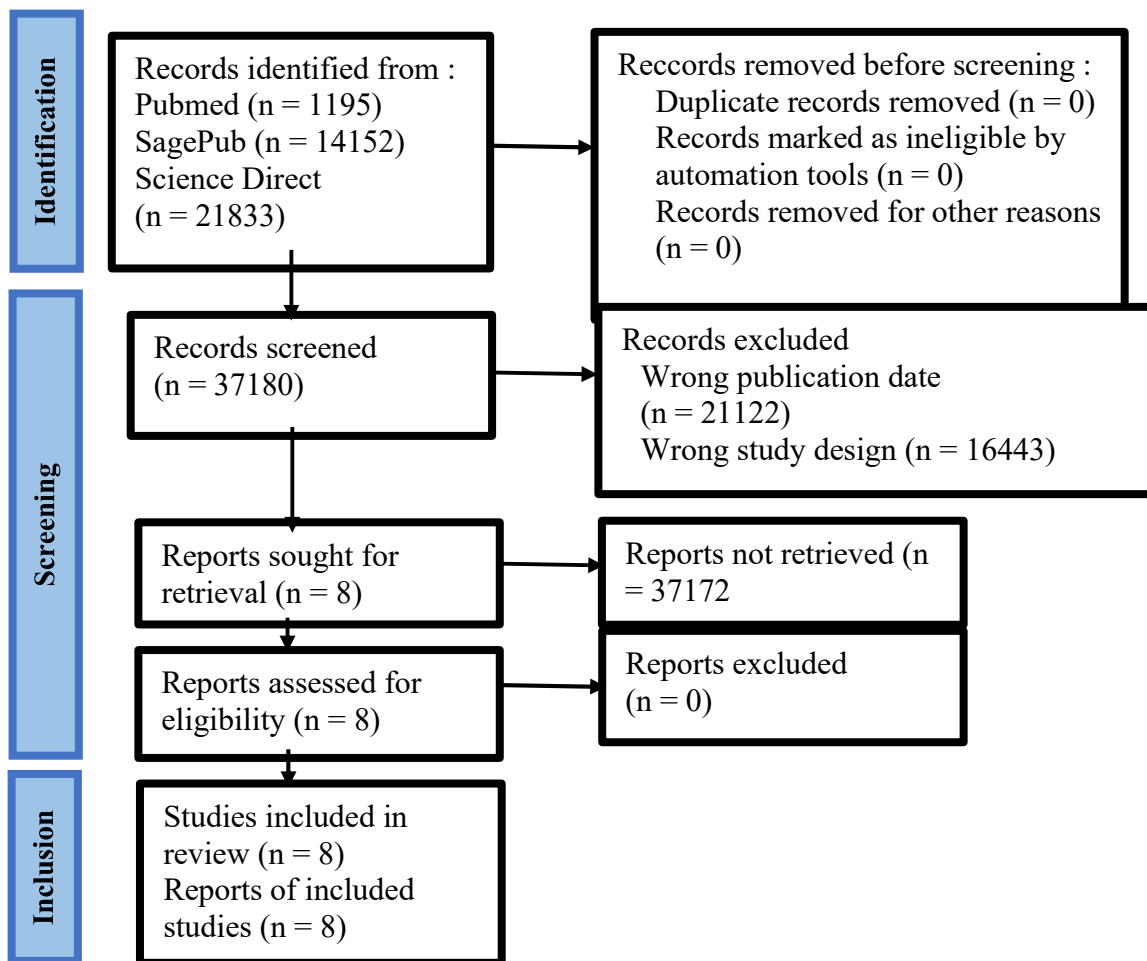 Identification
Records identified from :
Pubmed (n = 1195)
SagePub (n = 14152)
Science Direct
(n = 21833)
Reccords removed before screening :
Duplicate records removed (n = 0)
Records marked as ineligible by
automation tools (n = 0)
Records removed for other reasons
(n = 0)
Screening
Records screened
(n = 37180)
Records excluded
Wrong publication date
(n = 21122)
Wrong study design (n = 16443)
Reports sought for
retrieval (n = 8)
Reports not retrieved (n
= 37172
Reports assessed for
eligibility (n = 8)
Reports excluded
(n = 0)
Inclusion
Studies included in
review (n = 8)
Reports of included
studies (n = 8)